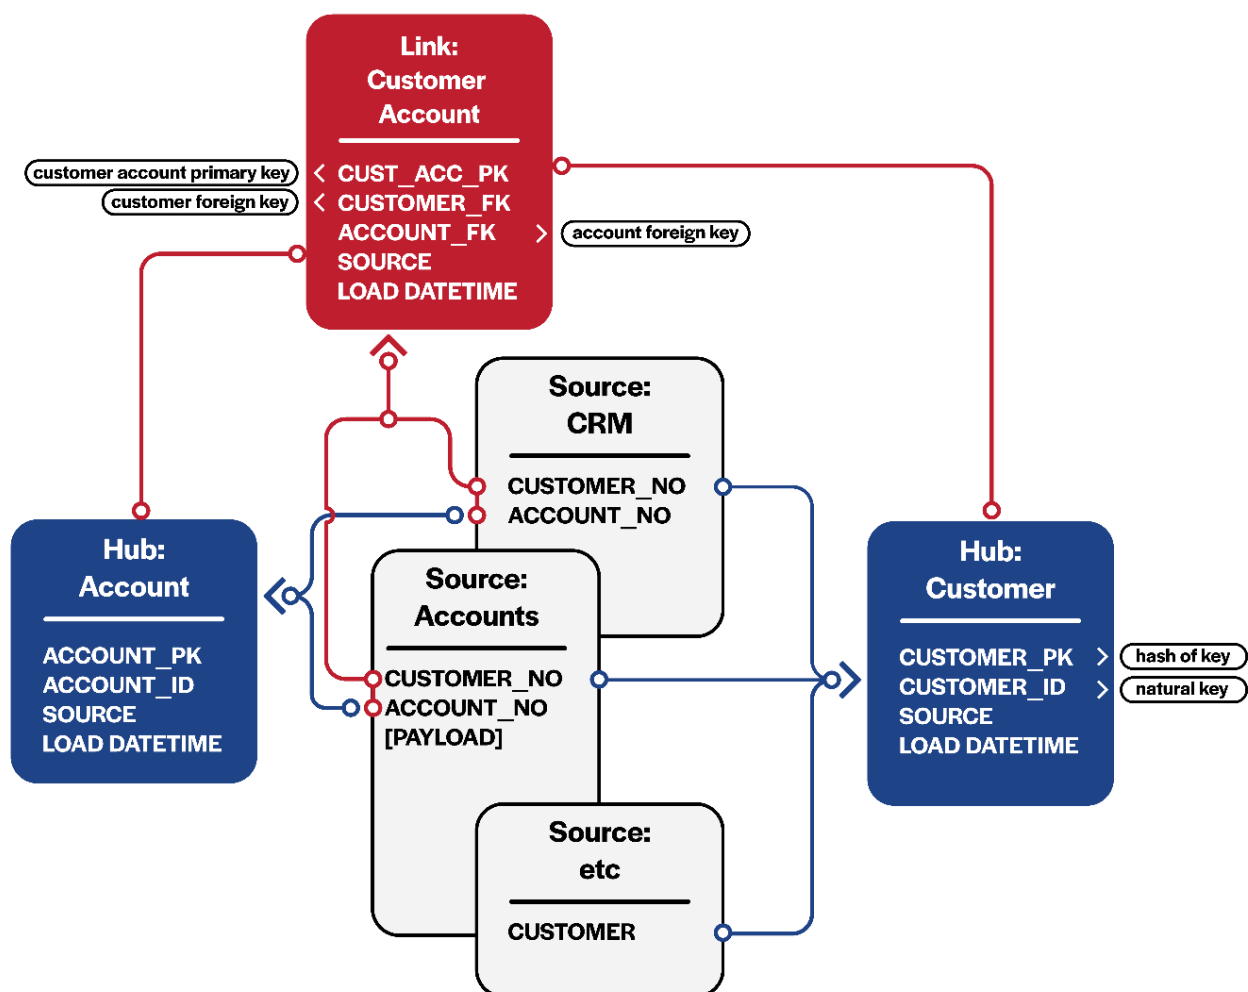 Link:
Customer
Account
customer account primary key < CUST_ACC_PK
customer foreign key < CUSTOMER_FK
ACCOUNT_FK > account foreign key
SOURCE
LOAD DATETIME
Source:
CRM
CUSTOMER_NO
ACCOUNT_NO
Hub:
Account
ACCOUNT_PK
ACCOUNT_ID
SOURCE
LOAD DATETIME
Source:
Accounts
CUSTOMER_NO
ACCOUNT_NO
[PAYLOAD]
Hub:
Customer
CUSTOMER_PK > hash of key
CUSTOMER_ID > natural key
SOURCE
LOAD DATETIME
Source:
etc
CUSTOMER